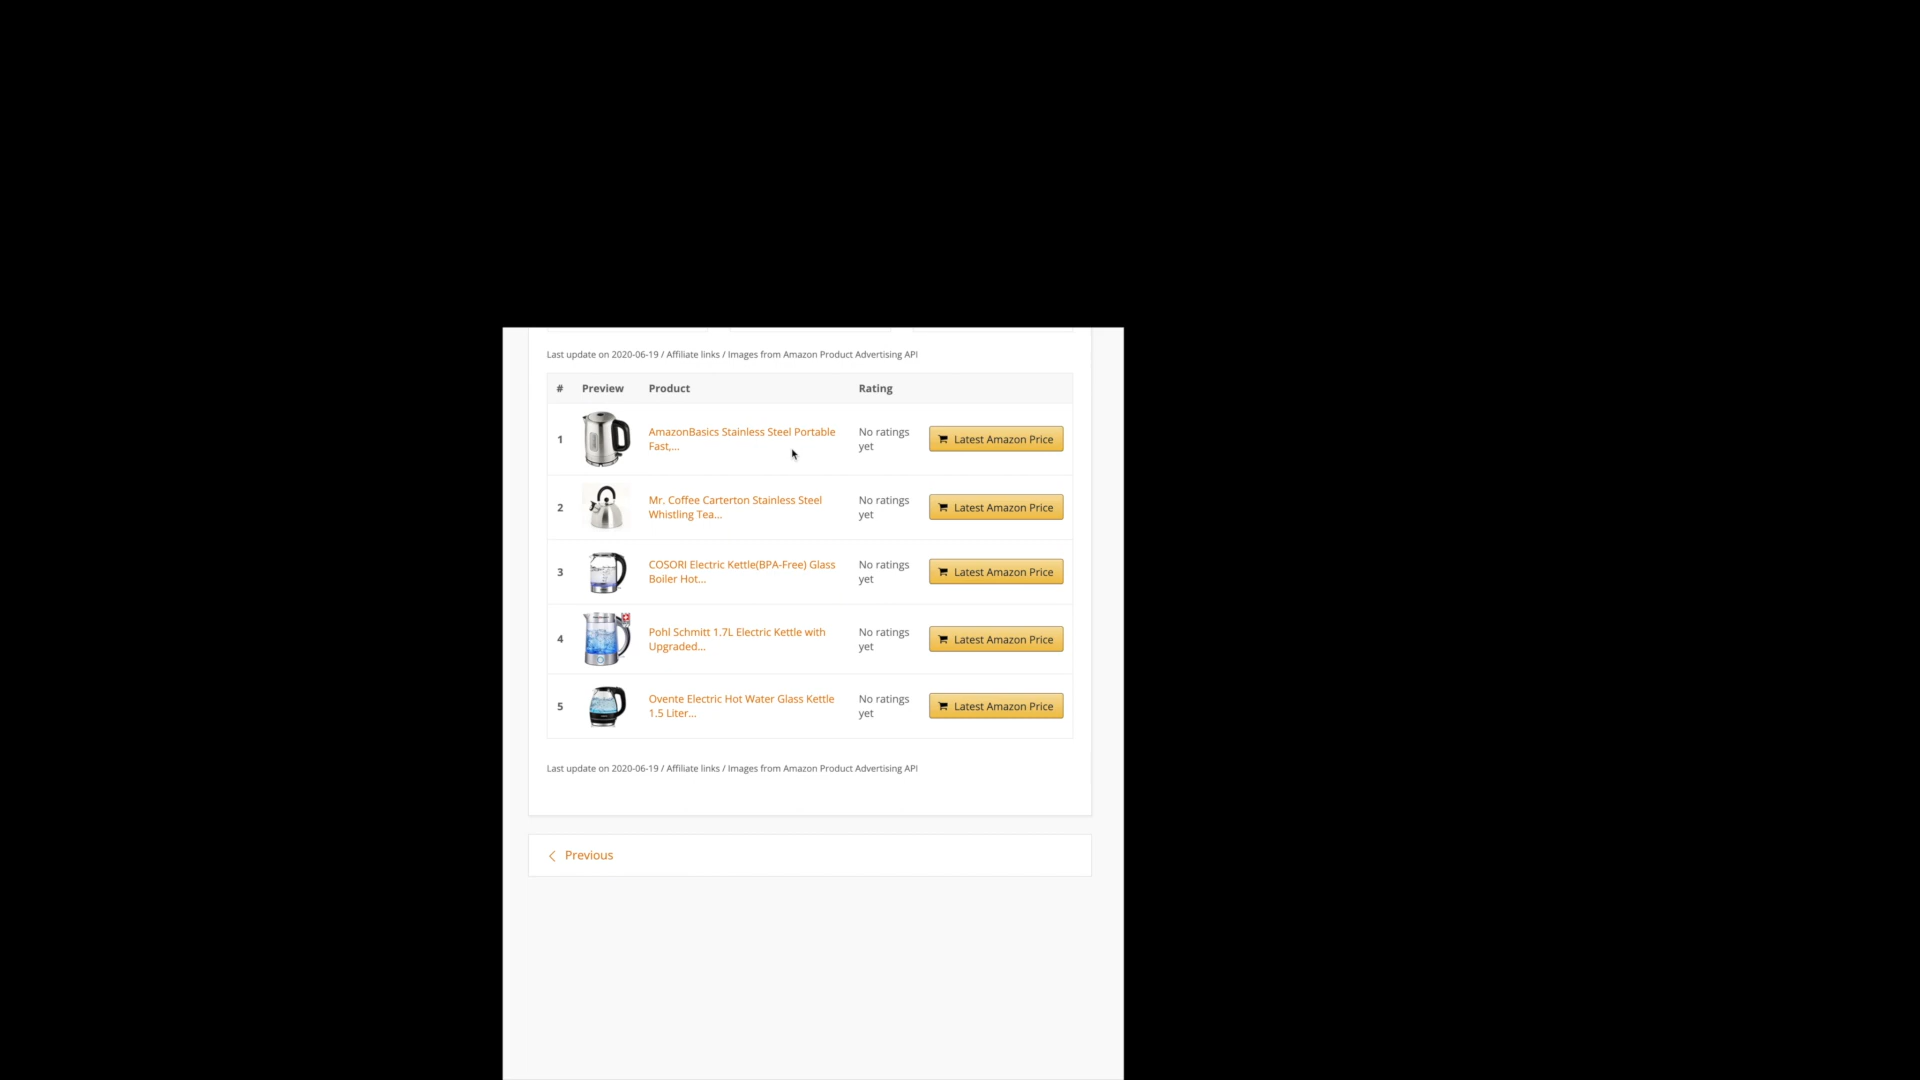 Last update on 2020-06-19 / Affiliate links / Images from Amazon Product Advertising API
# Preview Product Rating
1 AmazonBasics Stainless Steel Portable Fast,... No ratings yet Latest Amazon Price
2 Mr. Coffee Carterton Stainless Steel Whistling Tea... No ratings yet Latest Amazon Price
3 COSORI Electric Kettle(BPA-Free) Glass Boiler Hot... No ratings yet Latest Amazon Price
4 Pohl Schmitt 1.7L Electric Kettle with Upgraded... No ratings yet Latest Amazon Price
5 Ovente Electric Hot Water Glass Kettle 1.5 Liter... No ratings yet Latest Amazon Price
Last update on 2020-06-19 / Affiliate links / Images from Amazon Product Advertising API
Previous